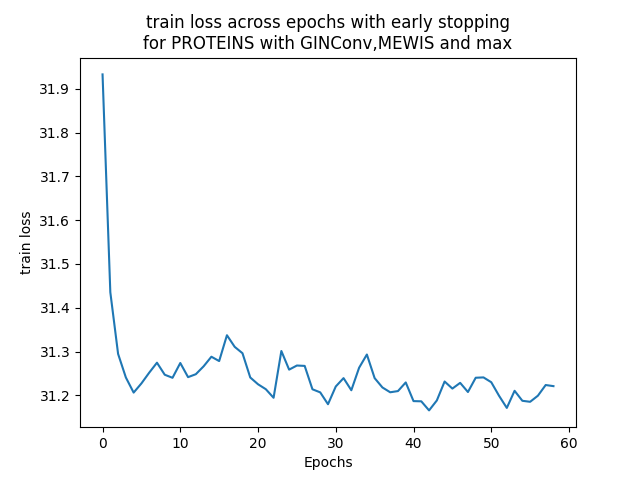 train loss across epochs with early stopping
for PROTEINS with GINConv,MEWIS and max
31.9
31.8
31.7
31.6
31.5
31.4
31.3
31.2
train loss
0 10 20 30 40 50 60
Epochs